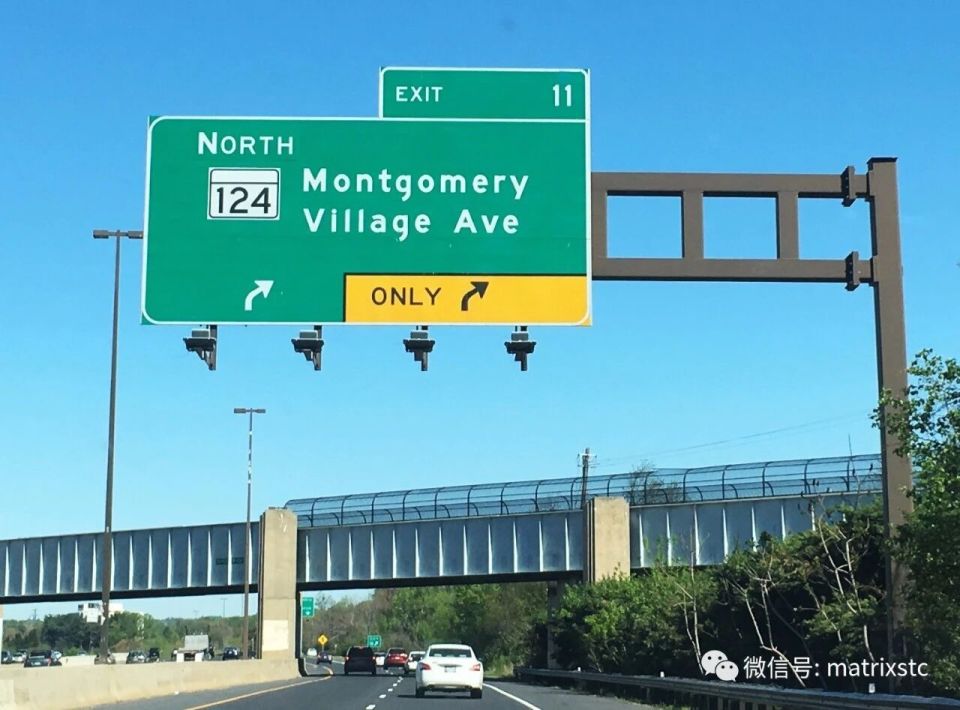 EXIT 11
NORTH
124 Montgomery
Village Ave
ONLY
微信号: matrixstc